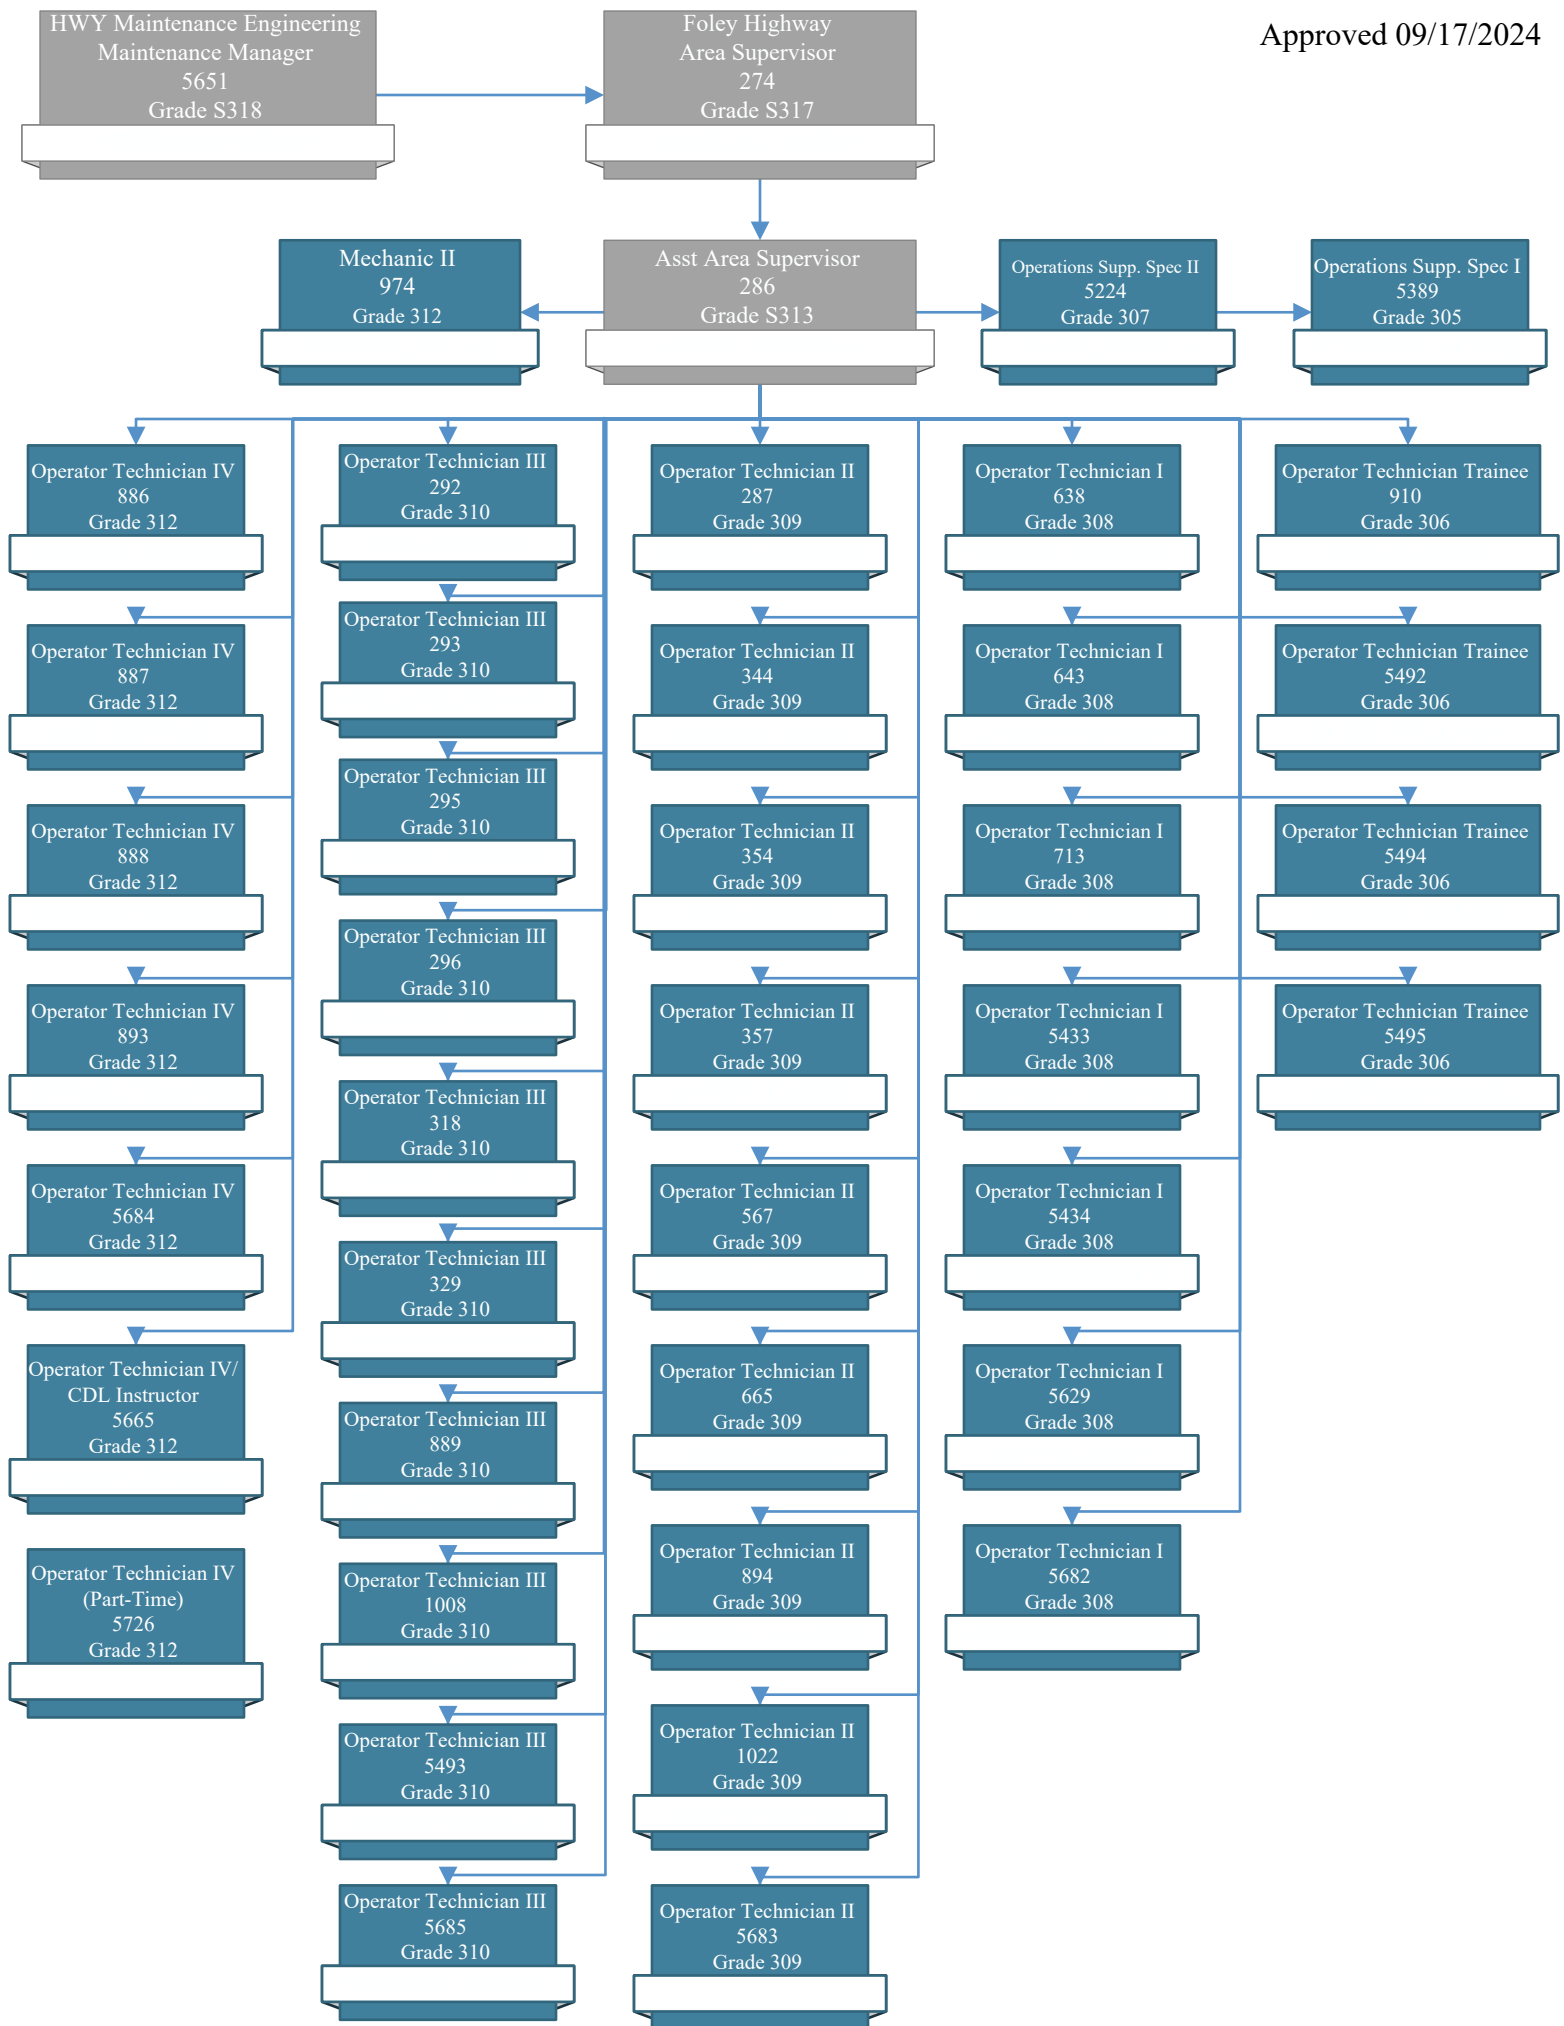 HWY Maintenance Engineering
Maintenance Manager
5651
Grade S318
Foley Highway
Area Supervisor
274
Grade S317
Approved 09/17/2024
Mechanic II
974
Grade 312
Asst Area Supervisor
286
Grade S313
Operations Supp. Spec II
5224
Grade 307
Operations Supp. Spec I
5389
Grade 305
Operator Technician IV
886
Grade 312
Operator Technician IV
887
Grade 312
Operator Technician IV
888
Grade 312
Operator Technician IV
893
Grade 312
Operator Technician IV
5684
Grade 312
Operator Technician IV/
CDL Instructor
5665
Grade 312
Operator Technician IV
(Part-Time)
5726
Grade 312
Operator Technician III
292
Grade 310
Operator Technician III
293
Grade 310
Operator Technician III
295
Grade 310
Operator Technician III
296
Grade 310
Operator Technician III
318
Grade 310
Operator Technician III
329
Grade 310
Operator Technician III
889
Grade 310
Operator Technician III
1008
Grade 310
Operator Technician III
5493
Grade 310
Operator Technician III
5685
Grade 310
Operator Technician II
287
Grade 309
Operator Technician II
344
Grade 309
Operator Technician II
354
Grade 309
Operator Technician II
357
Grade 309
Operator Technician II
567
Grade 309
Operator Technician II
665
Grade 309
Operator Technician II
894
Grade 309
Operator Technician II
1022
Grade 309
Operator Technician II
5683
Grade 309
Operator Technician I
638
Grade 308
Operator Technician I
643
Grade 308
Operator Technician I
713
Grade 308
Operator Technician I
5433
Grade 308
Operator Technician I
5434
Grade 308
Operator Technician I
5629
Grade 308
Operator Technician I
5682
Grade 308
Operator Technician Trainee
910
Grade 306
Operator Technician Trainee
5492
Grade 306
Operator Technician Trainee
5494
Grade 306
Operator Technician Trainee
5495
Grade 306